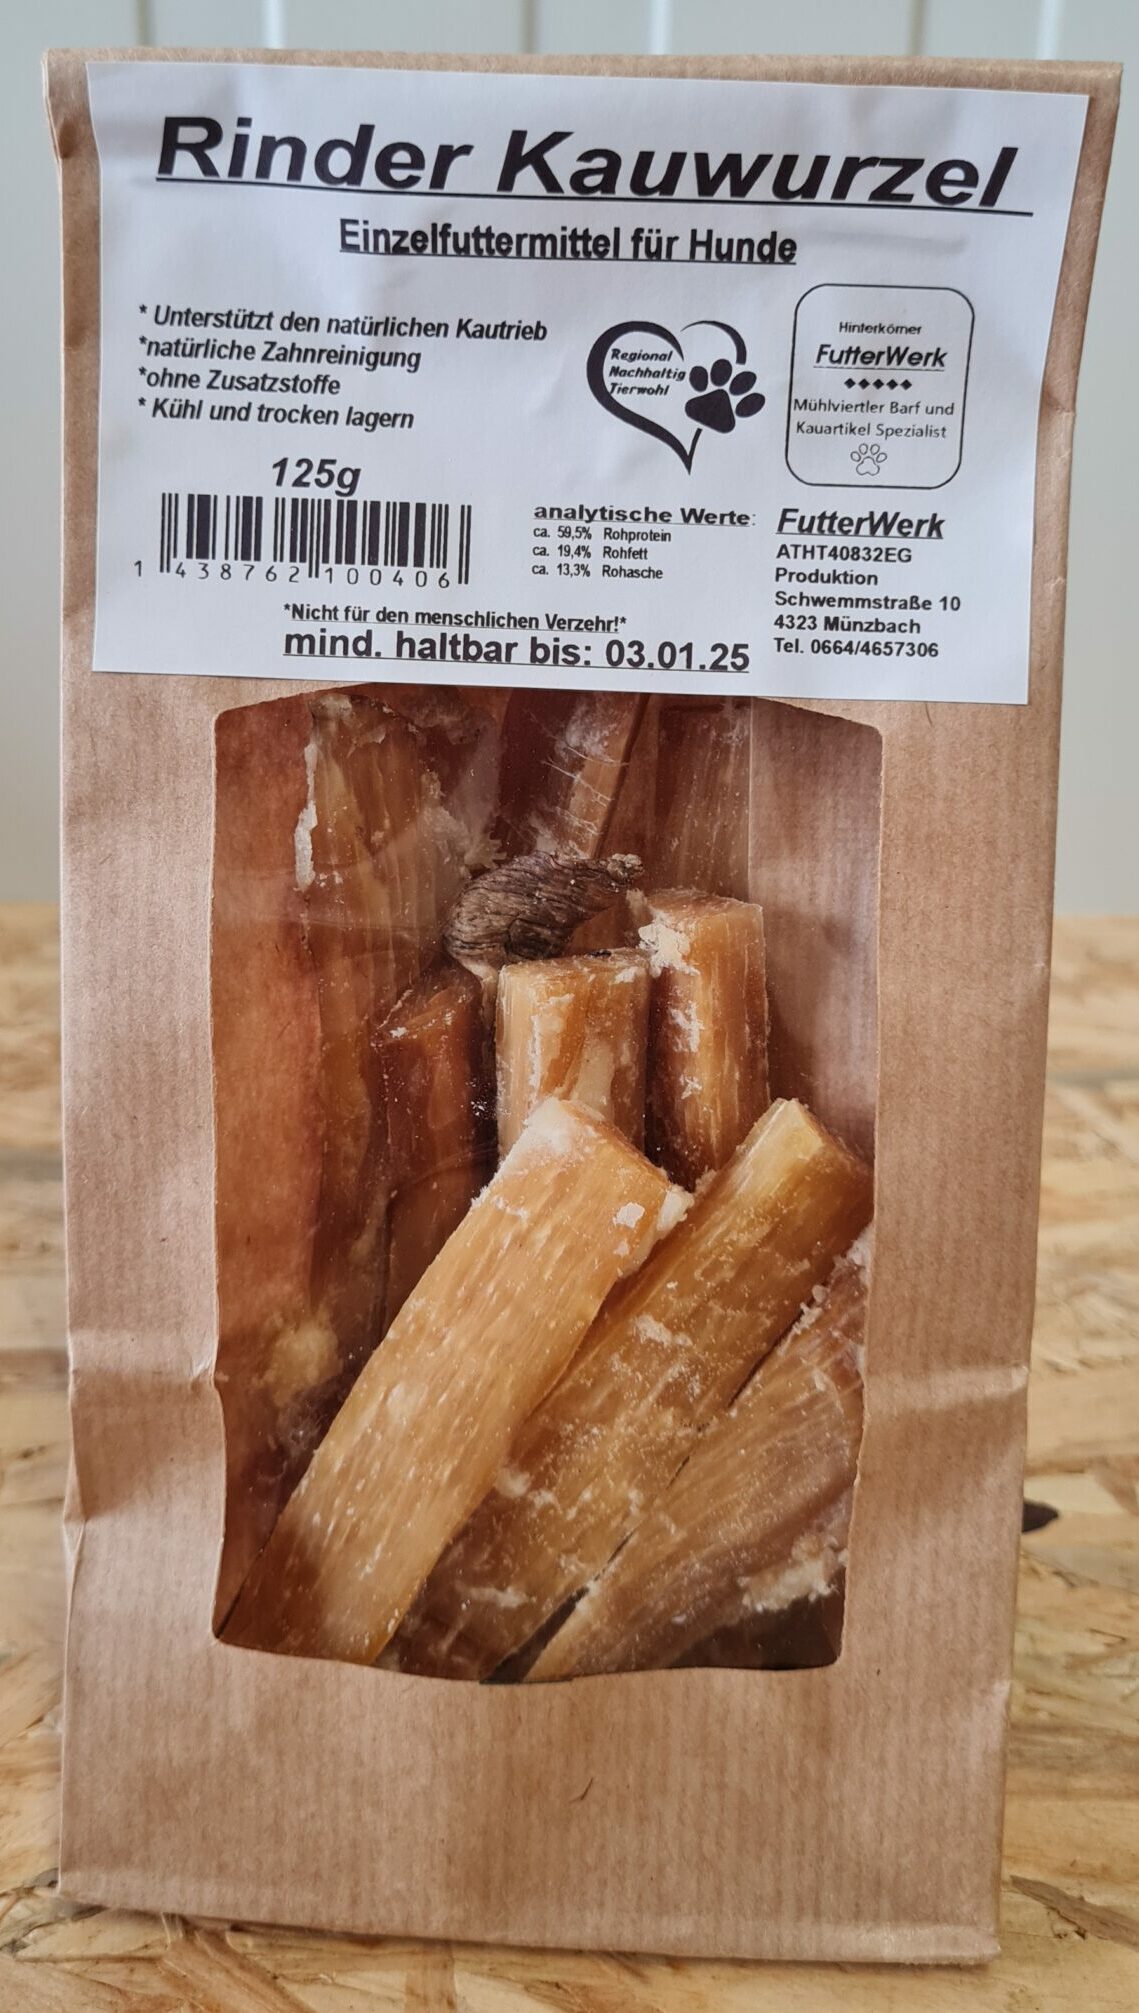 Rinder Kauwurzel
Einzelfuttermittel für Hunde
* Unterstützt den natürlichen Kautrieb
*natürliche Zahnreinigung
*ohne Zusatzstoffe
* Kühl und trocken lagern
125g
1 438762 100406
Regional
Nachhaltig
Tierwohl
Hinterkörner
FutterWerk
Mühlviertler Barf und
Kauartikel Spezialist
analytische Werte:
ca. 59,5% Rohprotein
ca. 19,4% Rohfett
ca. 13,3% Rohasche
FutterWerk
ATHT40832EG
Produktion
Schwemmstraße 10
4323 Münzbach
Tel. 0664/4657306
*Nicht für den menschlichen Verzehr!*
mind. haltbar bis: 03.01.25